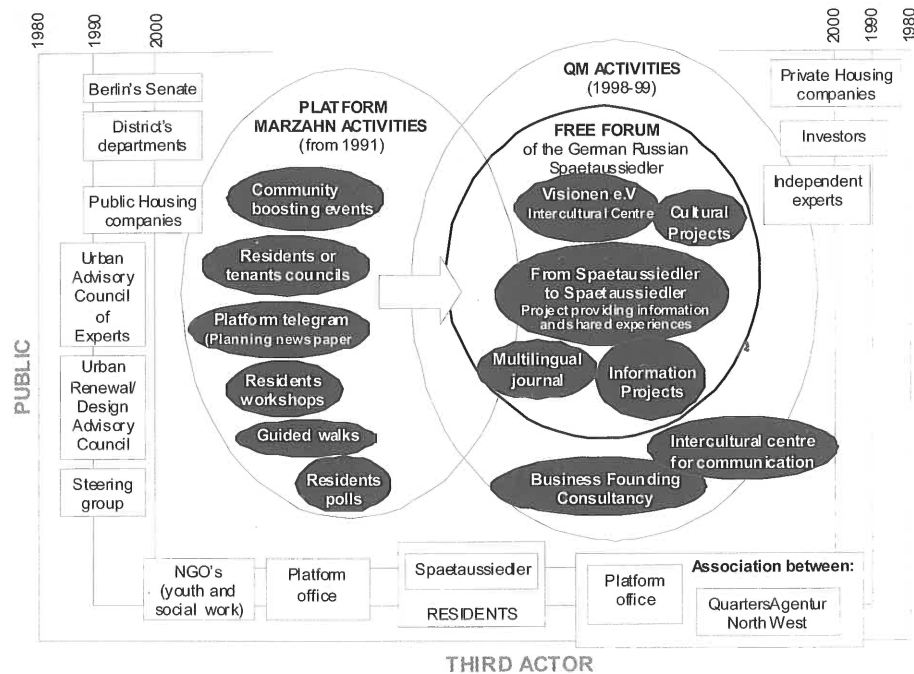 1980
1990
2000
2000
1990
1980
Berlin's Senate
District's
departments
Public Housing
companies
Urban
Advisory
Council
of
Experts
Urban
Renewal/
Design
Advisory
Council
Steering
group
PUBLIC
PLATFORM
MARZAHN ACTIVITIES
(from 1991)
Community
boosting events
Residents or
tenants councils
Platform telegram
(Planning newspaper
Residents
workshops
Guided walks
Residents
polls
QM ACTIVITIES
(1998-99)
FREE FORUM
of the German Russian
Spaetaussiedler
Visionen e.V
Intercultural Centre
Cultural
Projects
From Spaetaussiedler
to Spaetaussiedler
Project providing information
and shared experiences
Multilingual
journal
Information
Projects
Intercultural centre
for communication
Business Founding
Consultancy
Private Housing
companies
Investors
Independent
experts
NGO's
(youth and
social work)
Platform
office
Spaetaussiedler
RESIDENTS
Platform
office
Association between:
QuartersAgentur
North West
THIRD ACTOR